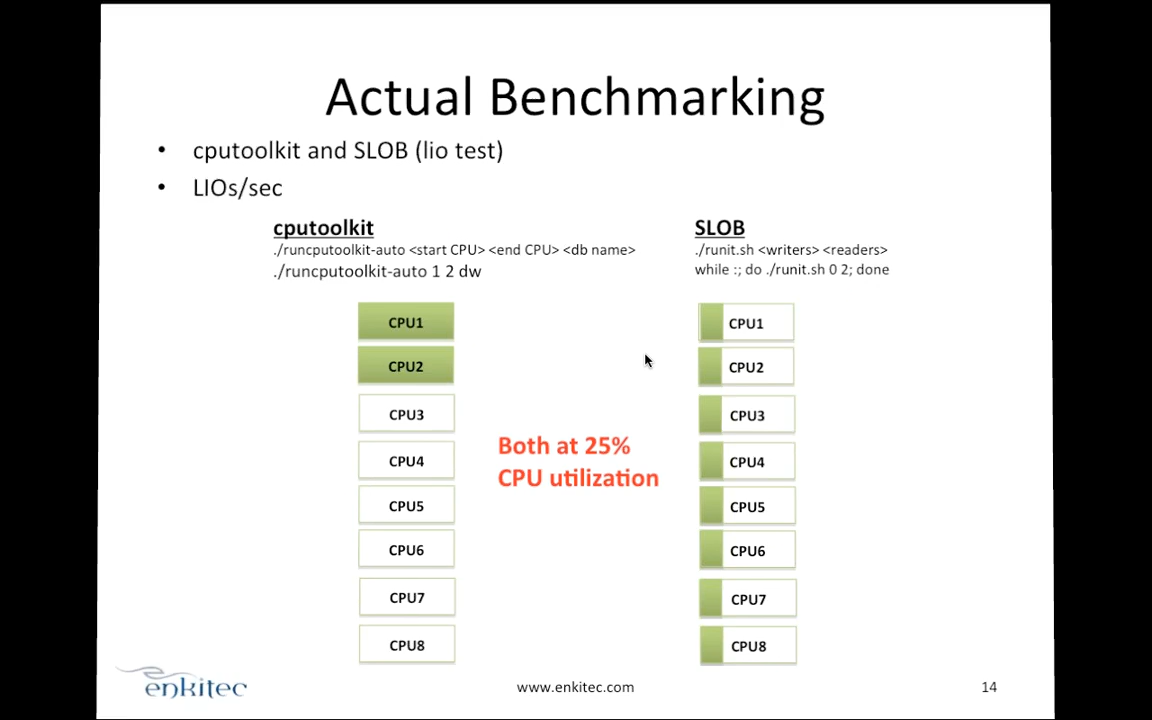 Actual Benchmarking
• cputoolkit and SLOB (lio test)
• LIOs/sec
cputoolkit
./runcputoolkit-auto <start CPU> <end CPU> <db name>
./runcputoolkit-auto 1 2 dw
SLOB
./runit.sh <writers> <readers>
while :; do ./runit.sh 0 2; done
CPU1
CPU2
CPU3
CPU4
CPU5
CPU6
CPU7
CPU8
Both at 25%
CPU utilization
CPU1
CPU2
CPU3
CPU4
CPU5
CPU6
CPU7
CPU8
enkitec
www.enkitec.com
14